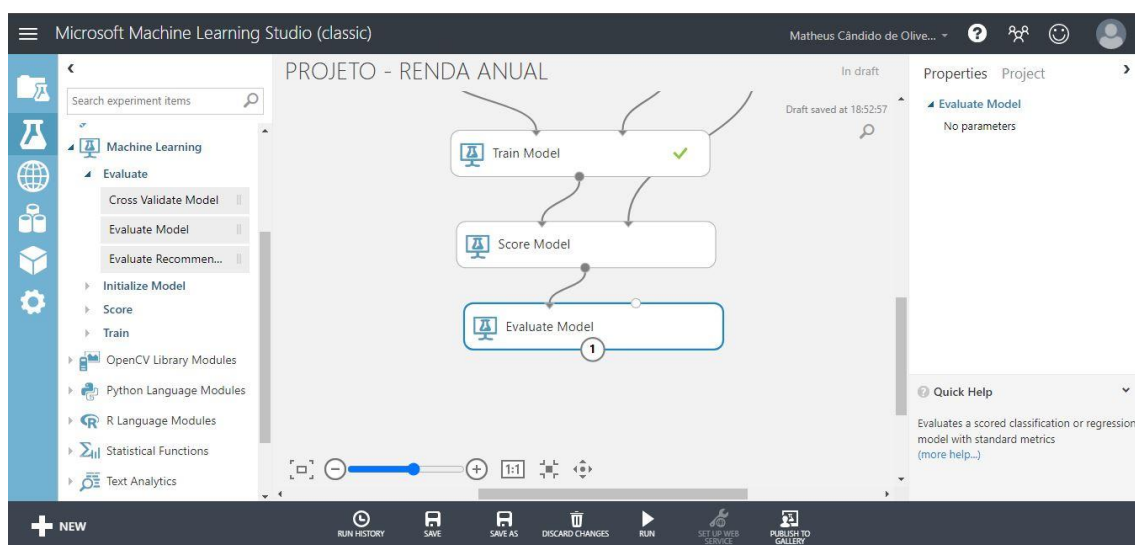 Microsoft Machine Learning Studio (classic)
Matheus Cândido de Olive...
?
Search experiment items
Machine Learning
Evaluate
Cross Validate Model
Evaluate Model
Evaluate Recommen...
Initialize Model
Score
Train
OpenCV Library Modules
Python Language Modules
R Language Modules
Statistical Functions
Text Analytics
PROJETO - RENDA ANUAL
In draft
Draft saved at 18:52:57
Train Model
Score Model
Evaluate Model
1
1:1
Properties Project
Evaluate Model
No parameters
Quick Help
Evaluates a scored classification or regression
model with standard metrics
(more help...)
NEW
RUN HISTORY
SAVE
SAVE AS
DISCARD CHANGES
RUN
SET UP WEB
SERVICE
PUBLISH TO
GALLERY